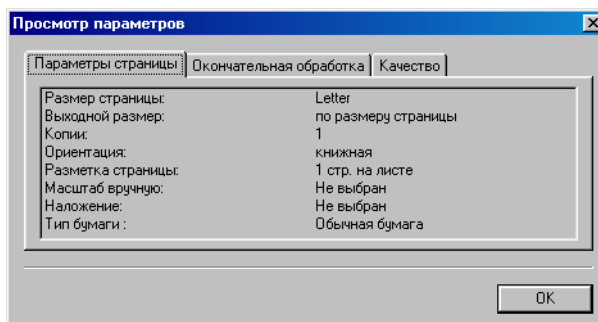 Просмотр параметров
Параметры страницы Окончательная обработка Качество
Размер страницы: Letter
Выходной размер: по размеру страницы
Копии: 1
Ориентация: книжная
Разметка страницы: 1 стр. на листе
Масштаб вручную: Не выбран
Наложение: Не выбран
Тип бумаги : Обычная бумага
OK